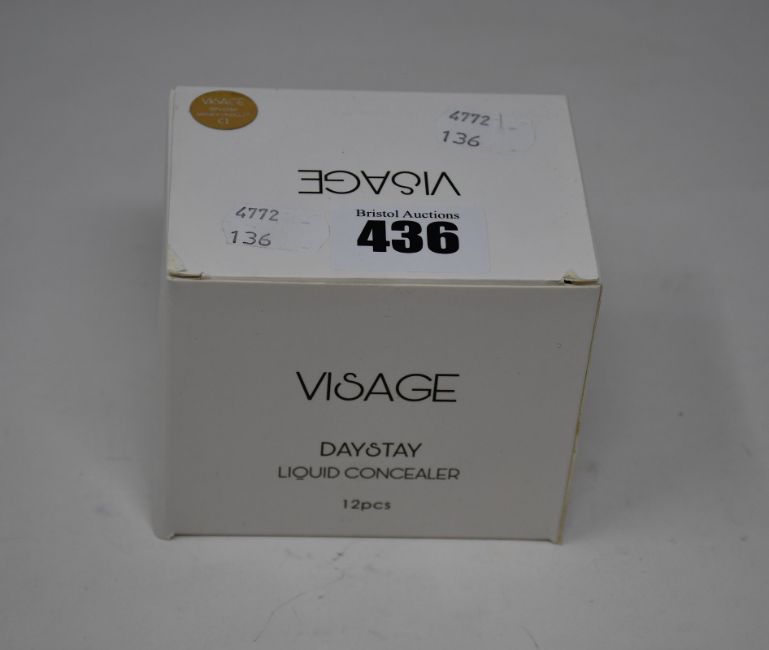 VISAGE
4772
136
VISAGE
4772
136
Bristol Auctions
436
VISAGE
DAYSTAY
LIQUID CONCEALER
12pcs